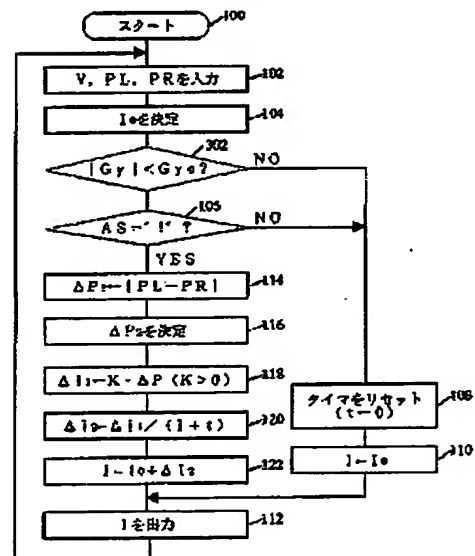 スタート
100
V, PL, PRを入力
102
I₀を決定
104
302
|Gy|<Gyo?
NO
105
AS="1"?
NO
YES
ΔP₁←|PL-PR|
114
ΔP₂を決定
116
ΔI₁←K・ΔP (K>0)
118
タイマをリセット
(t←0)
108
ΔI₂←ΔI₁/(1+t)
120
I←I₀
110
I←I₀+ΔI₂
122
Iを出力
112